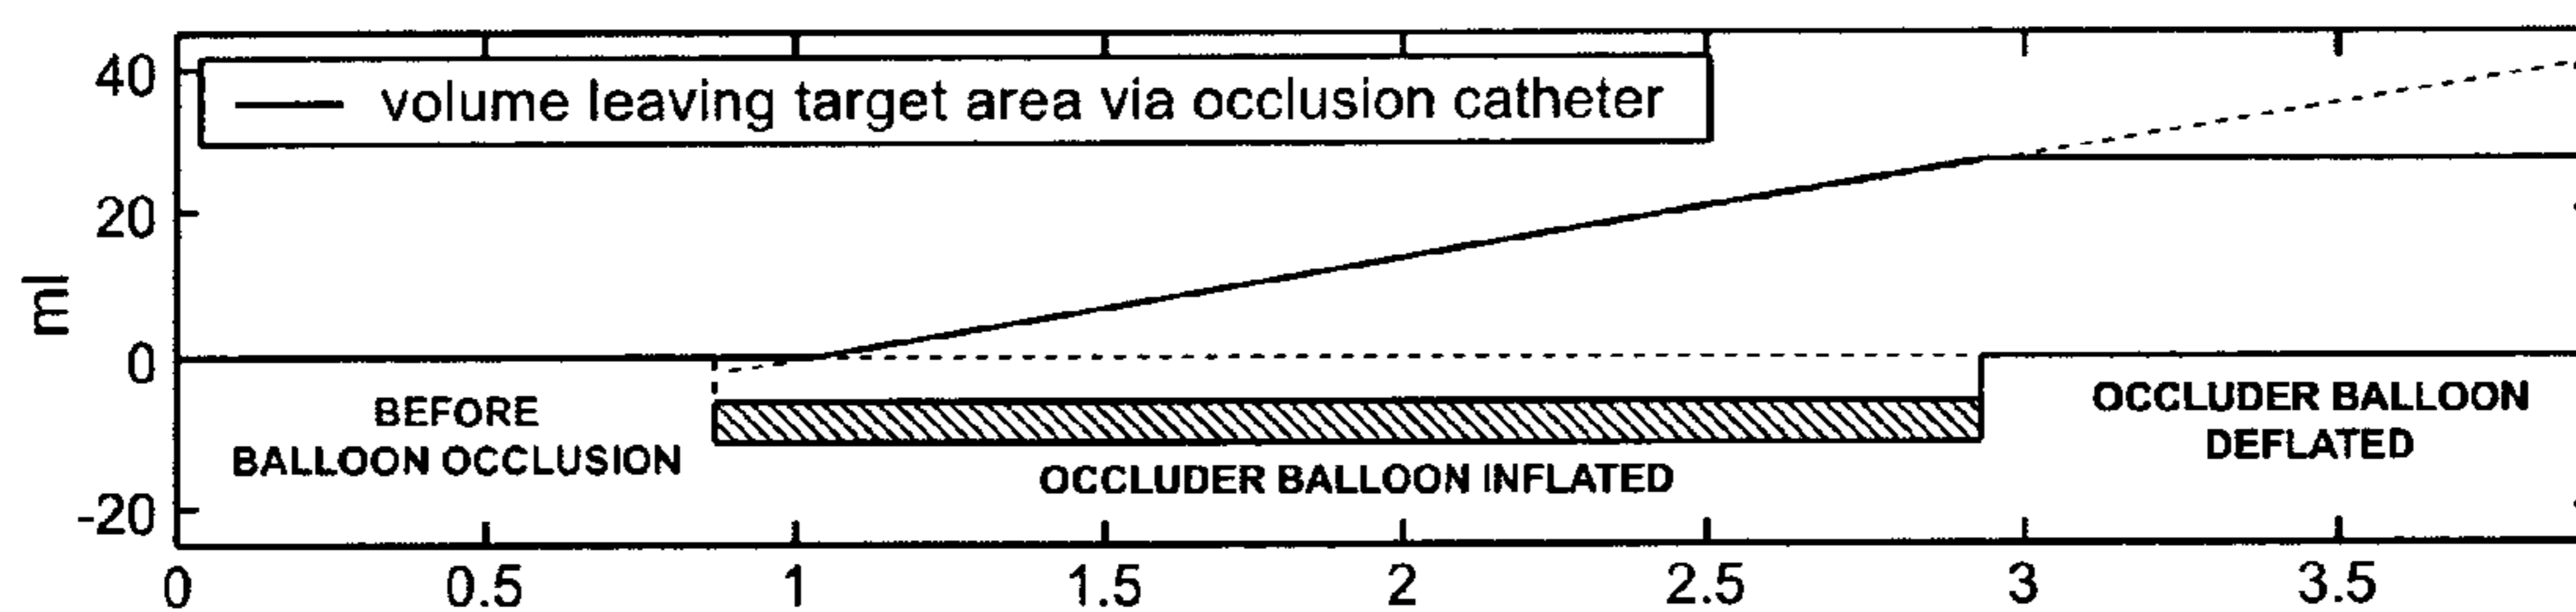 40
volume leaving target area via occlusion catheter
20
ml
0
BEFORE
BALLOON OCCLUSION
OCCLUDER BALLOON INFLATED
OCCLUDER BALLOON
DEFLATED
-20
0 0.5 1 1.5 2 2.5 3 3.5